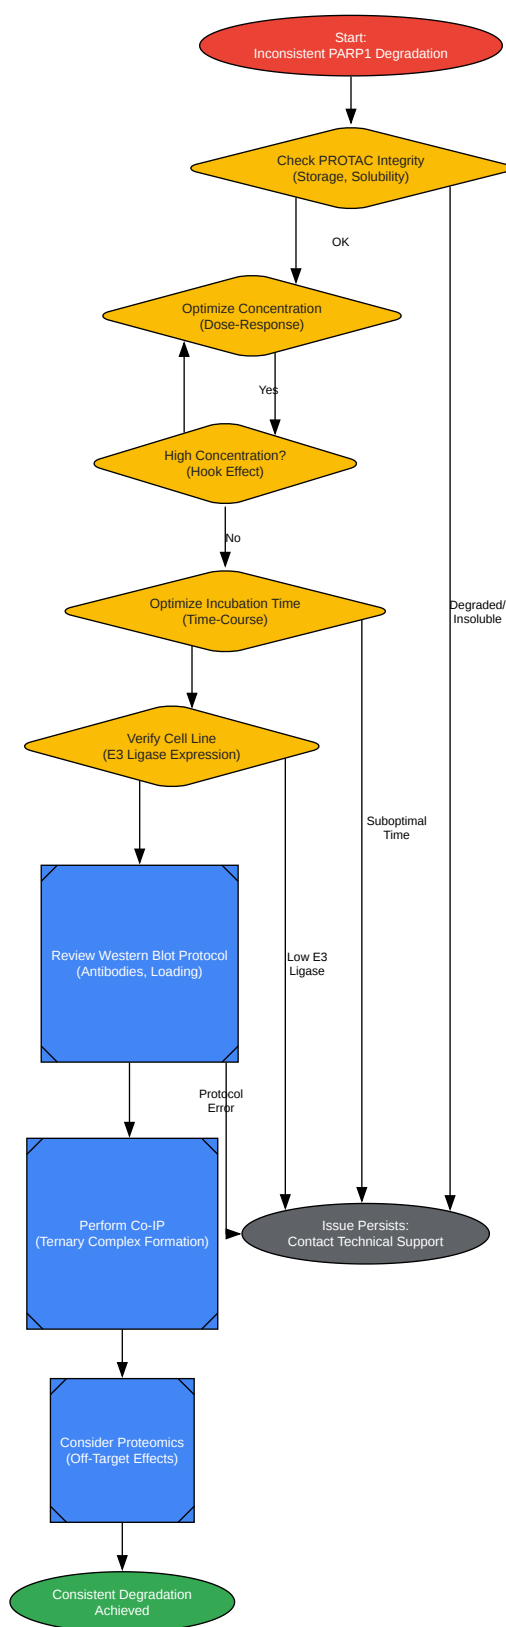 Start:
Inconsistent PARP1 Degradation
Check PROTAC Integrity
(Storage, Solubility)
OK
Optimize Concentration
(Dose-Response)
Yes
High Concentration?
(Hook Effect)
No
Optimize Incubation Time
(Time-Course)
Degraded/
Insoluble
Verify Cell Line
(E3 Ligase Expression)
Suboptimal
Time
Review Western Blot Protocol
(Antibodies, Loading)
Low E3
Ligase
Protocol
Error
Perform Co-IP
(Ternary Complex Formation)
Issue Persists:
Contact Technical Support
Consider Proteomics
(Off-Target Effects)
Consistent Degradation
Achieved